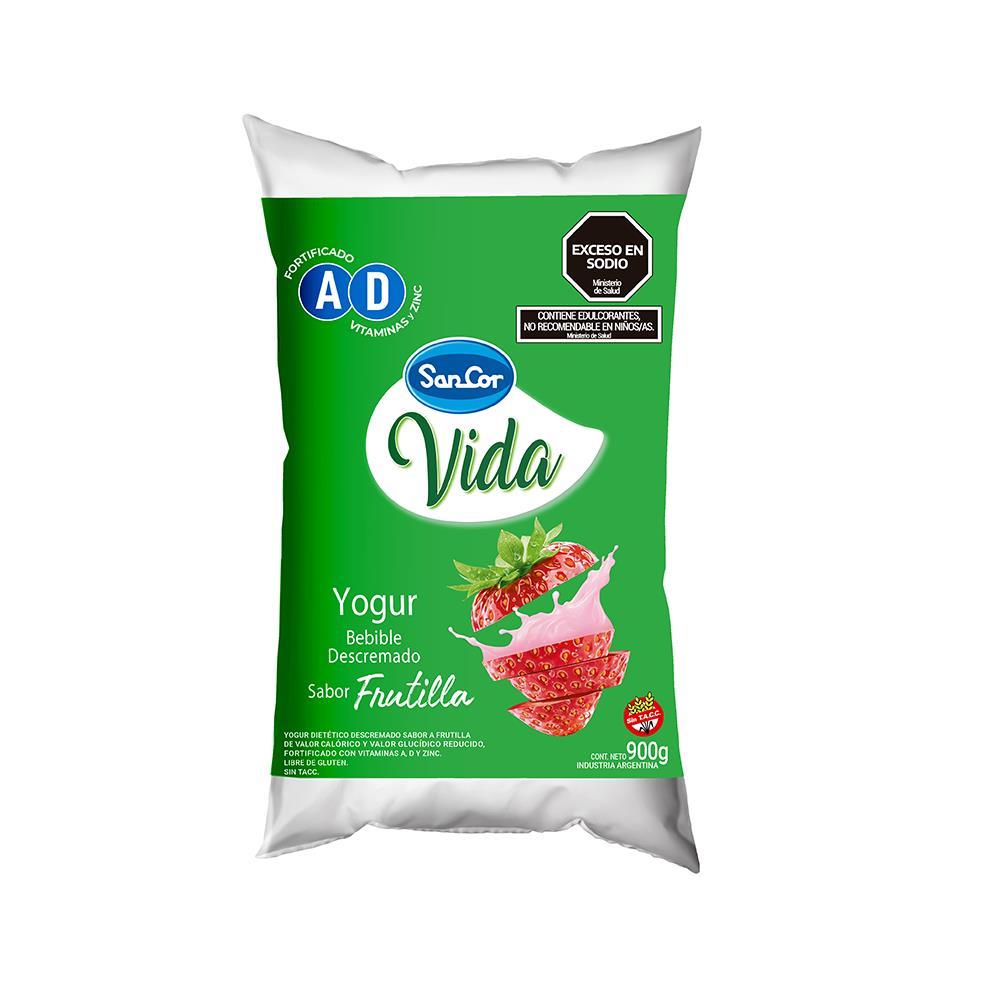 FORTIFICADO
A D
VITAMINAS y ZINC
EXCESO EN
SODIO
Ministerio
de Salud
CONTIENE EDULCORANTES,
NO RECOMENDABLE EN NIÑOS/AS.
Ministerio de Salud
SanCor
Vida
Yogur
Bebible
Descremado
Sabor Frutilla
YOGUR DIETÉTICO DESCREMADO SABOR A FRUTILLA
DE VALOR CALÓRICO Y VALOR GLUCÍDICO REDUCIDO,
FORTIFICADO CON VITAMINAS A, D Y ZINC.
LIBRE DE GLUTEN.
SIN TACC.
Sin T.A.C.C.
CONT. NETO 900g
INDUSTRIA ARGENTINA